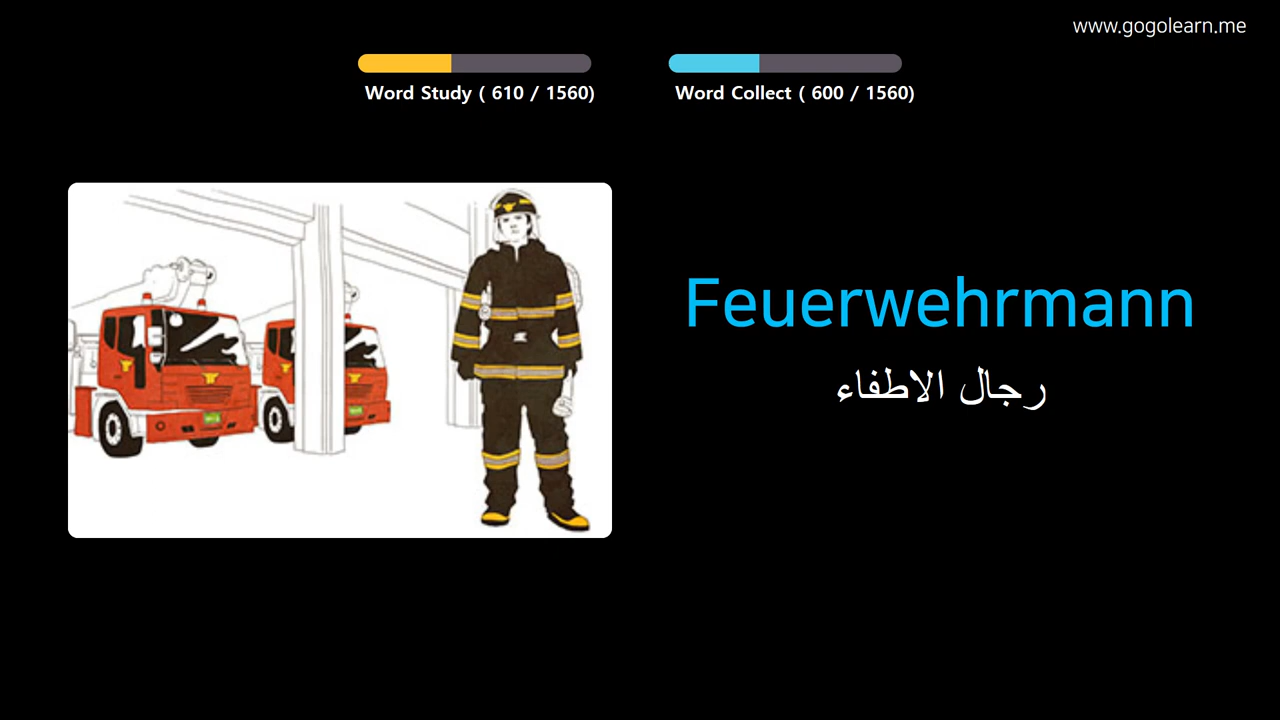 www.gogolearn.me
Word Study ( 610 / 1560)
Word Collect ( 600 / 1560)
Feuerwehrmann
رجال الاطفاء